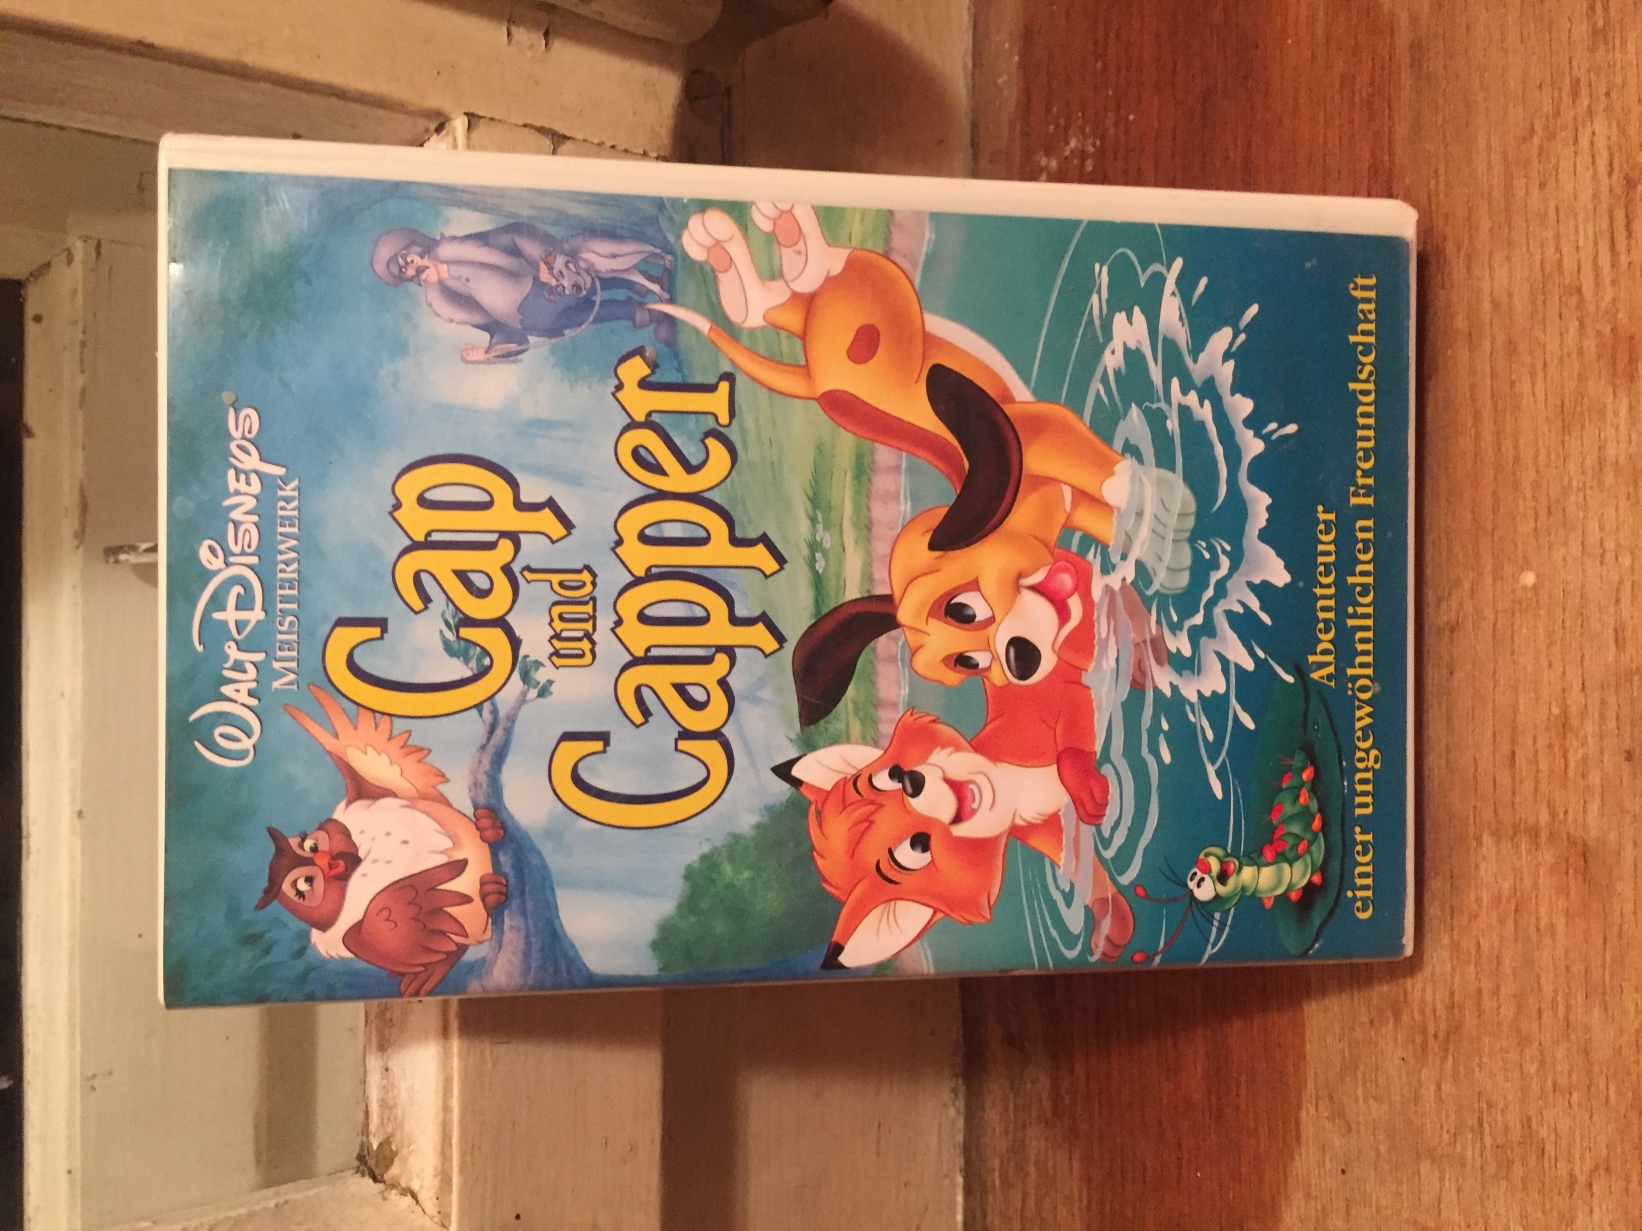 WALT DISNEYS
MEISTERWERK
Cap
und
Capper
Abenteuer
einer ungewöhnlichen Freundschaft